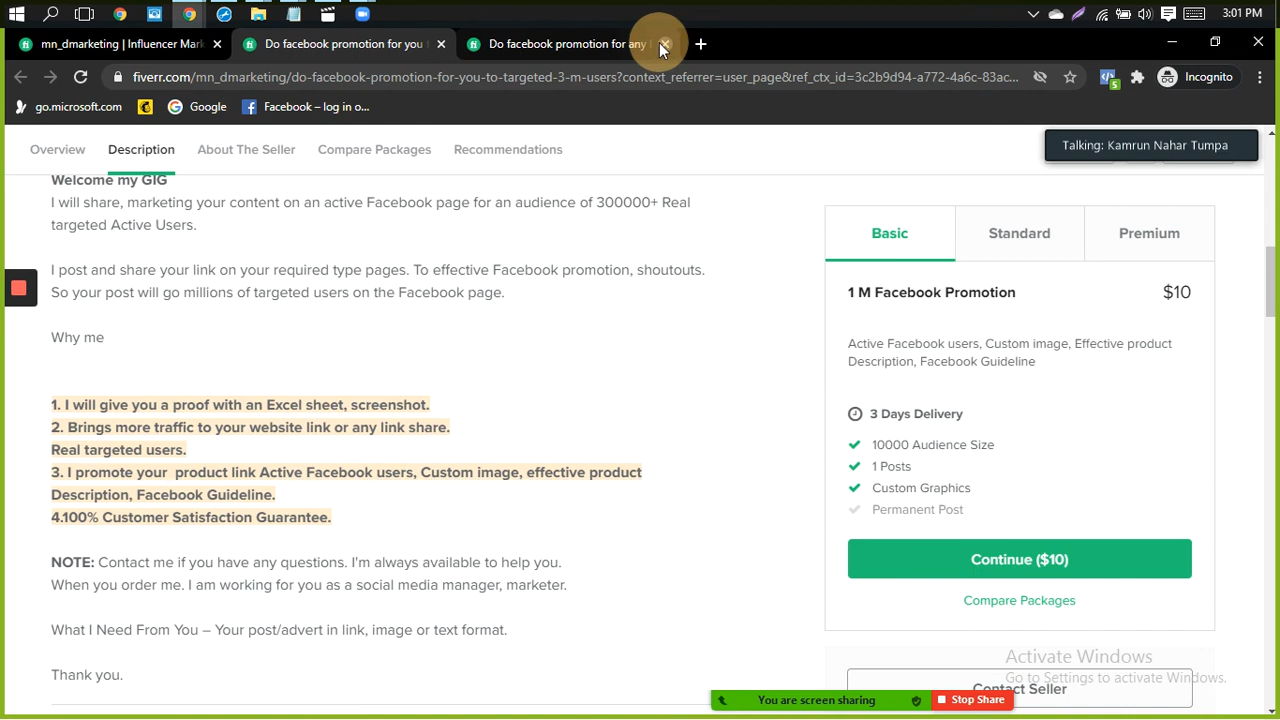 3:01 PM
mn_dmarketing | Influencer Mark
Do facebook promotion for you t
Do facebook promotion for any l
fiverr.com/mn_dmarketing/do-facebook-promotion-for-you-to-targeted-3-m-users?context_referrer=user_page&ref_ctx_id=3c2b9d94-a772-4a6c-83ac...
5
Incognito
go.microsoft.com
Google
Facebook – log in o...
Overview
Description
About The Seller
Compare Packages
Recommendations
Talking: Kamrun Nahar Tumpa
Welcome my GIG
I will share, marketing your content on an active Facebook page for an audience of 300000+ Real
targeted Active Users.
I post and share your link on your required type pages. To effective Facebook promotion, shoutouts.
So your post will go millions of targeted users on the Facebook page.
Why me
1. I will give you a proof with an Excel sheet, screenshot.
2. Brings more traffic to your website link or any link share.
Real targeted users.
3. I promote your product link Active Facebook users, Custom image, effective product
Description, Facebook Guideline.
4.100% Customer Satisfaction Guarantee.
NOTE: Contact me if you have any questions. I'm always available to help you.
When you order me. I am working for you as a social media manager, marketer.
What I Need From You – Your post/advert in link, image or text format.
Thank you.
Basic
Standard
Premium
1 M Facebook Promotion
$10
Active Facebook users, Custom image, Effective product
Description, Facebook Guideline
3 Days Delivery
10000 Audience Size
1 Posts
Custom Graphics
Permanent Post
Continue ($10)
Compare Packages
Contact Seller
Activate Windows
Go to Settings to activate Windows.
You are screen sharing
Stop Share